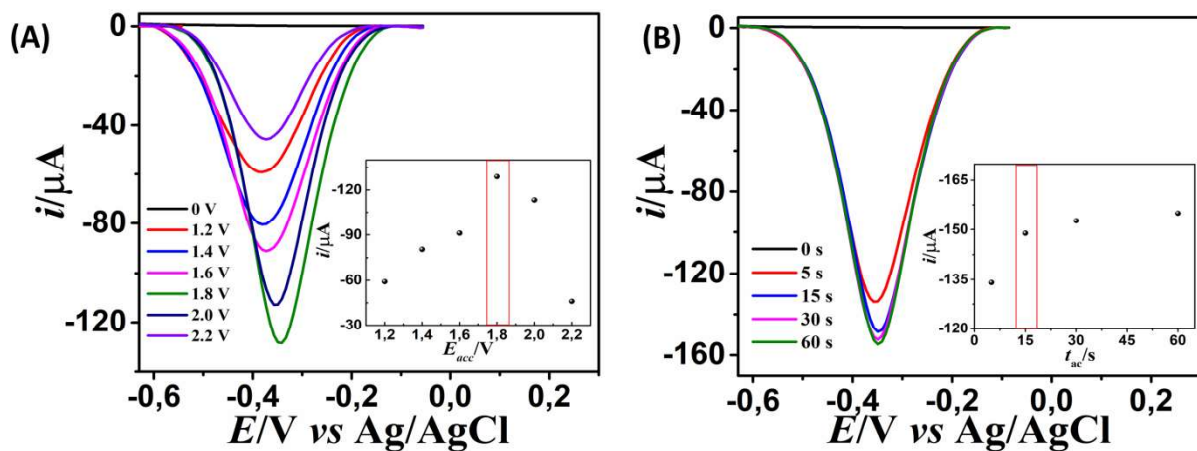 (A)
0
-40
-80
-120
i/μA
0 V
1.2 V
1.4 V
1.6 V
1.8 V
2.0 V
2.2 V
-120
-90
-60
-30
i/μA
1,2 1,4 1,6 1,8 2,0 2,2
Eacc/V
-0,6 -0,4 -0,2 0,0 0,2
E/V vs Ag/AgCl
(B)
0
-40
-80
-120
-160
i/μA
0 s
5 s
15 s
30 s
60 s
-165
-150
-135
-120
i/μA
0 15 30 45 60
tac/s
-0,6 -0,4 -0,2 0,0 0,2
E/V vs Ag/AgCl